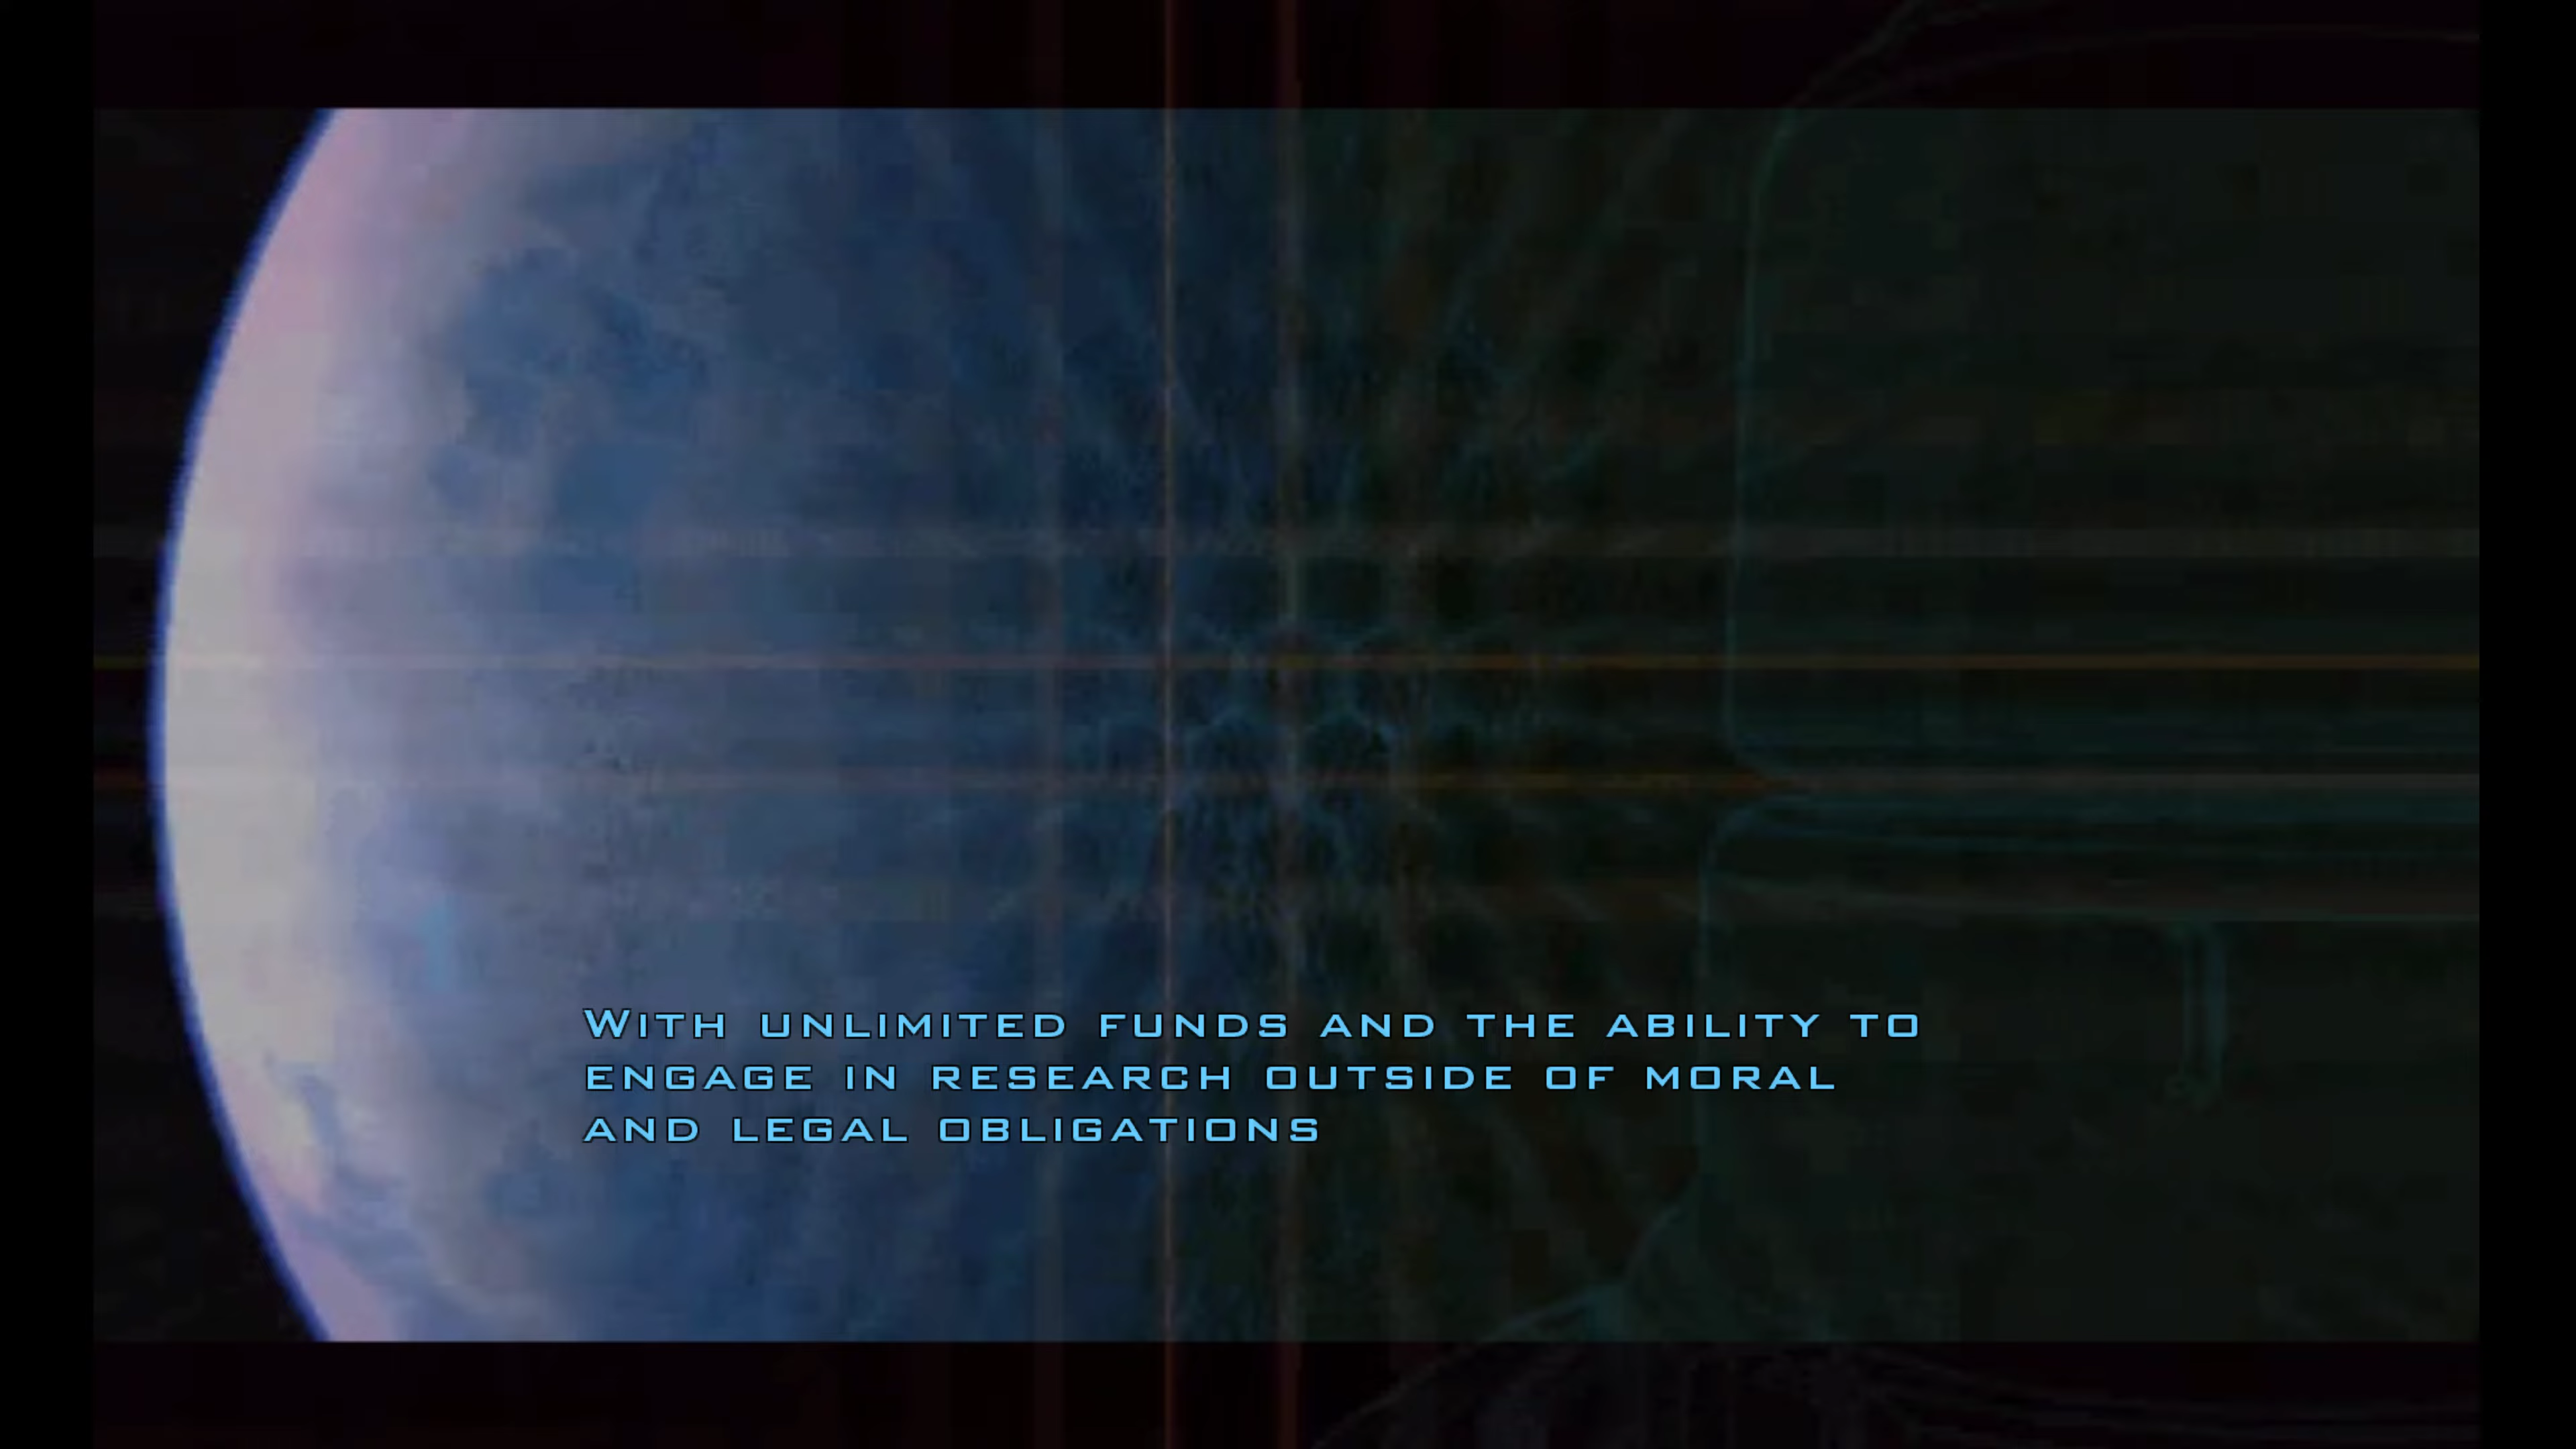 With unlimited funds and the ability to
engage in research outside of moral
and legal obligations